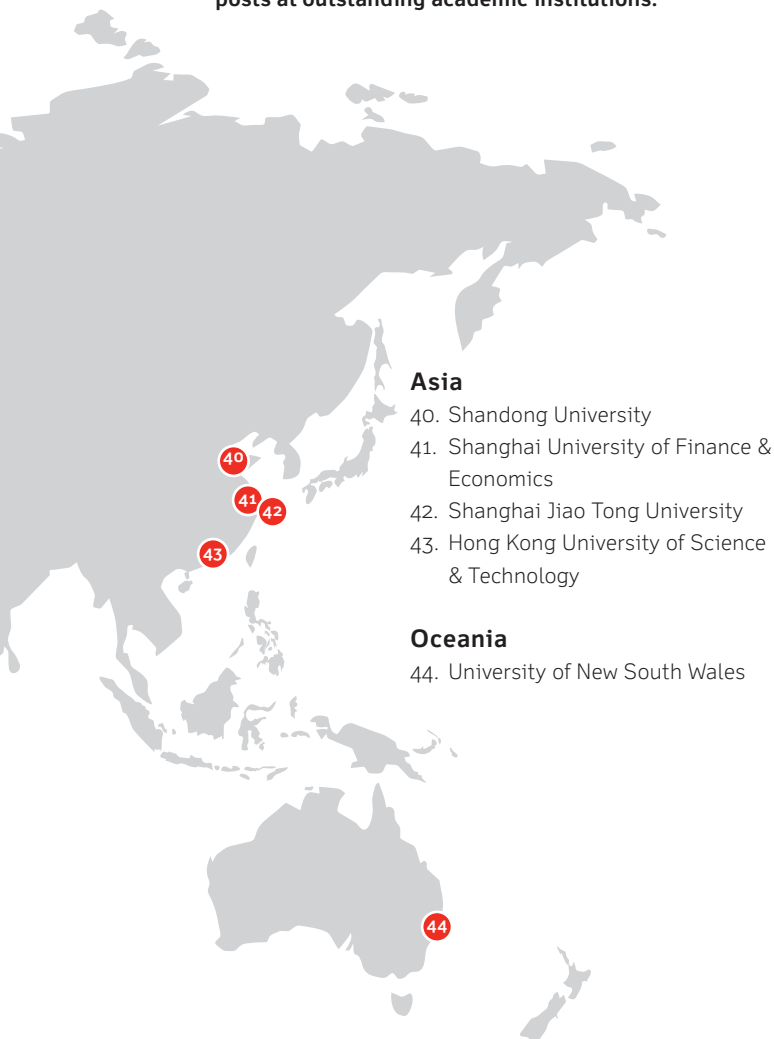 posts at outstanding academic institutions.
Asia
40. Shandong University
41. Shanghai University of Finance &
Economics
42. Shanghai Jiao Tong University
43. Hong Kong University of Science
& Technology
Oceania
44. University of New South Wales
40
41
42
43
44